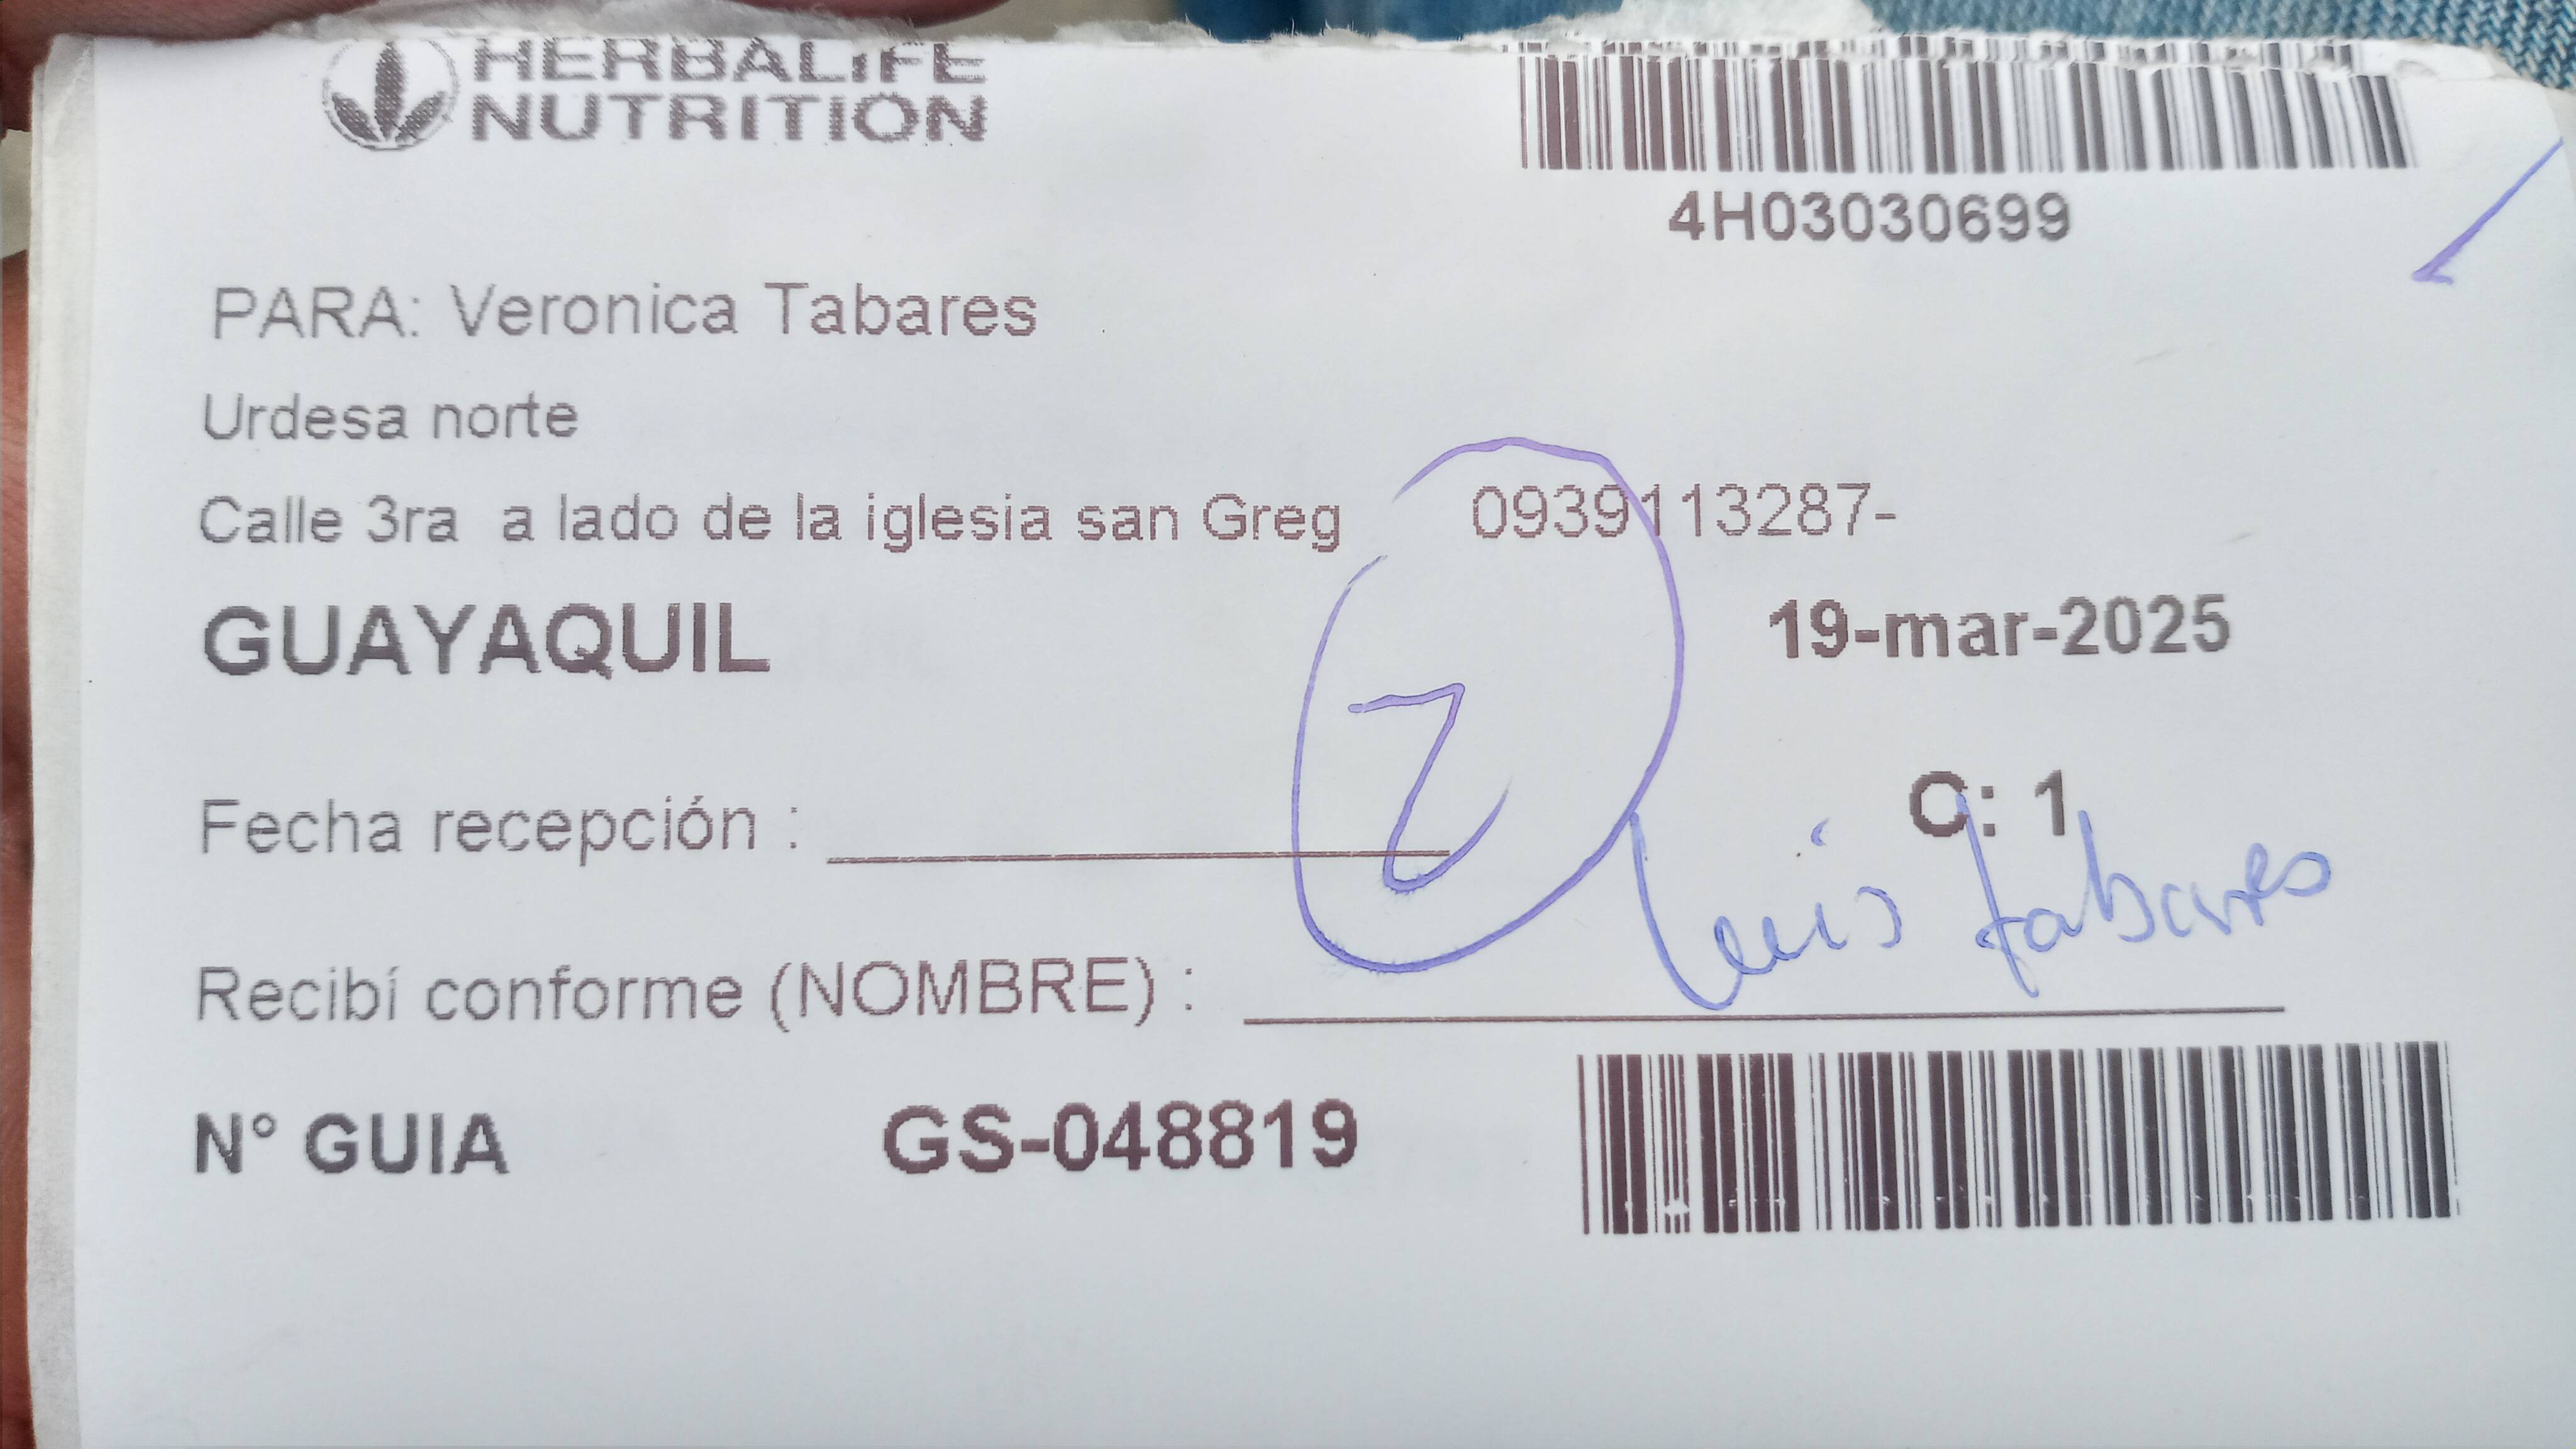 HERBALIFE
NUTRITION
4H03030699
PARA: Veronica Tabares
Urdesa norte
Calle 3ra a lado de la iglesia san Greg 0939113287-
GUAYAQUIL 19-mar-2025
Fecha recepción : C: 1
Recibí conforme (NOMBRE) : Luis Tabares
N° GUIA GS-048819